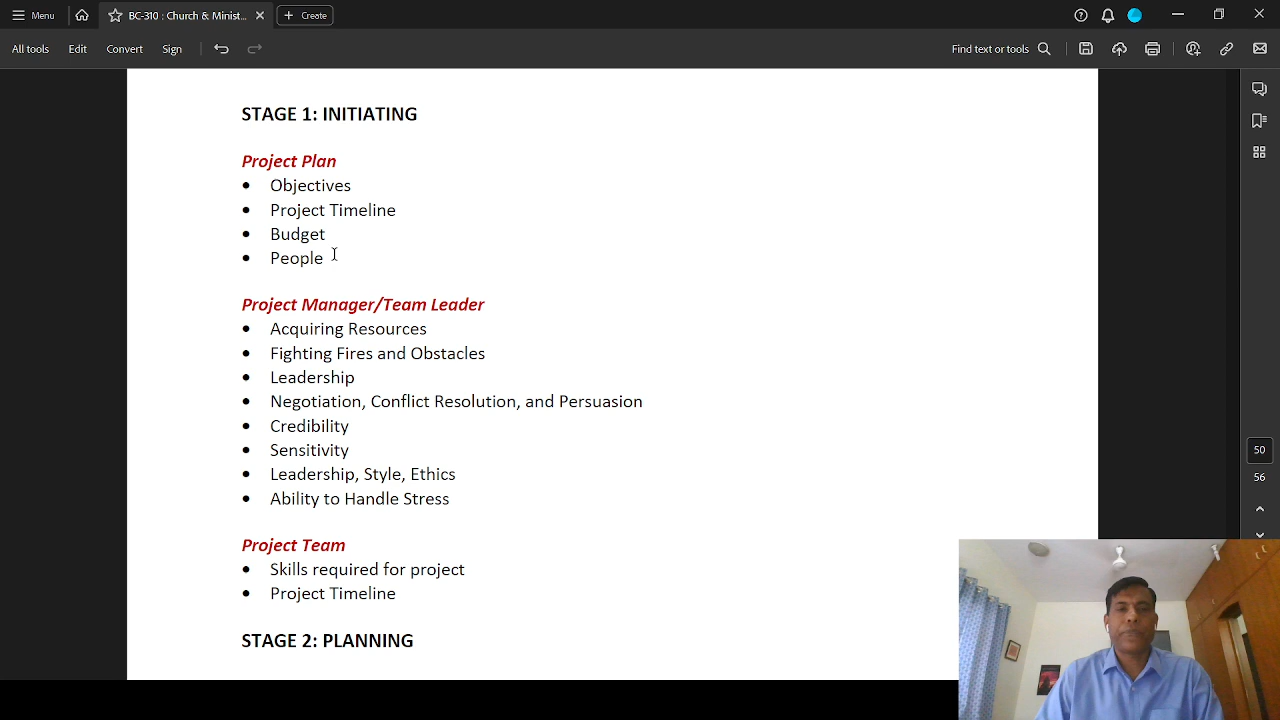 Menu
BC-310 : Church & Minist...
Create
All tools
Edit
Convert
Sign
Find text or tools
STAGE 1: INITIATING
Project Plan
• Objectives
• Project Timeline
• Budget
• People
Project Manager/Team Leader
• Acquiring Resources
• Fighting Fires and Obstacles
• Leadership
• Negotiation, Conflict Resolution, and Persuasion
• Credibility
• Sensitivity
• Leadership, Style, Ethics
• Ability to Handle Stress
Project Team
• Skills required for project
• Project Timeline
STAGE 2: PLANNING
50
56